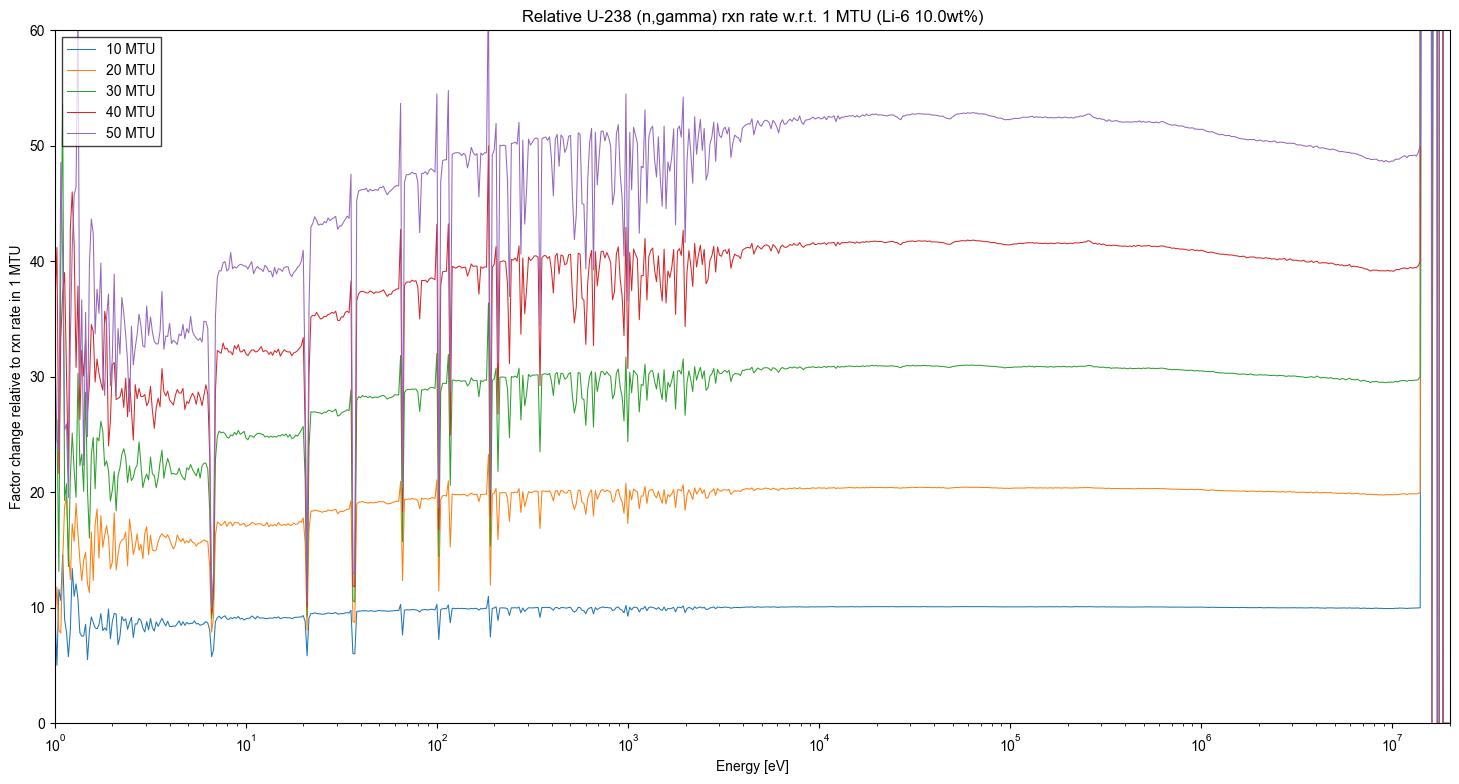 Relative U-238 (n,gamma) rxn rate w.r.t. 1 MTU (Li-6 10.0wt%)
60
50
40
30
20
10
0
Factor change relative to rxn rate in 1 MTU
10 MTU
20 MTU
30 MTU
40 MTU
50 MTU
10⁰ 10¹ 10² 10³ 10⁴ 10⁵ 10⁶ 10⁷
Energy [eV]